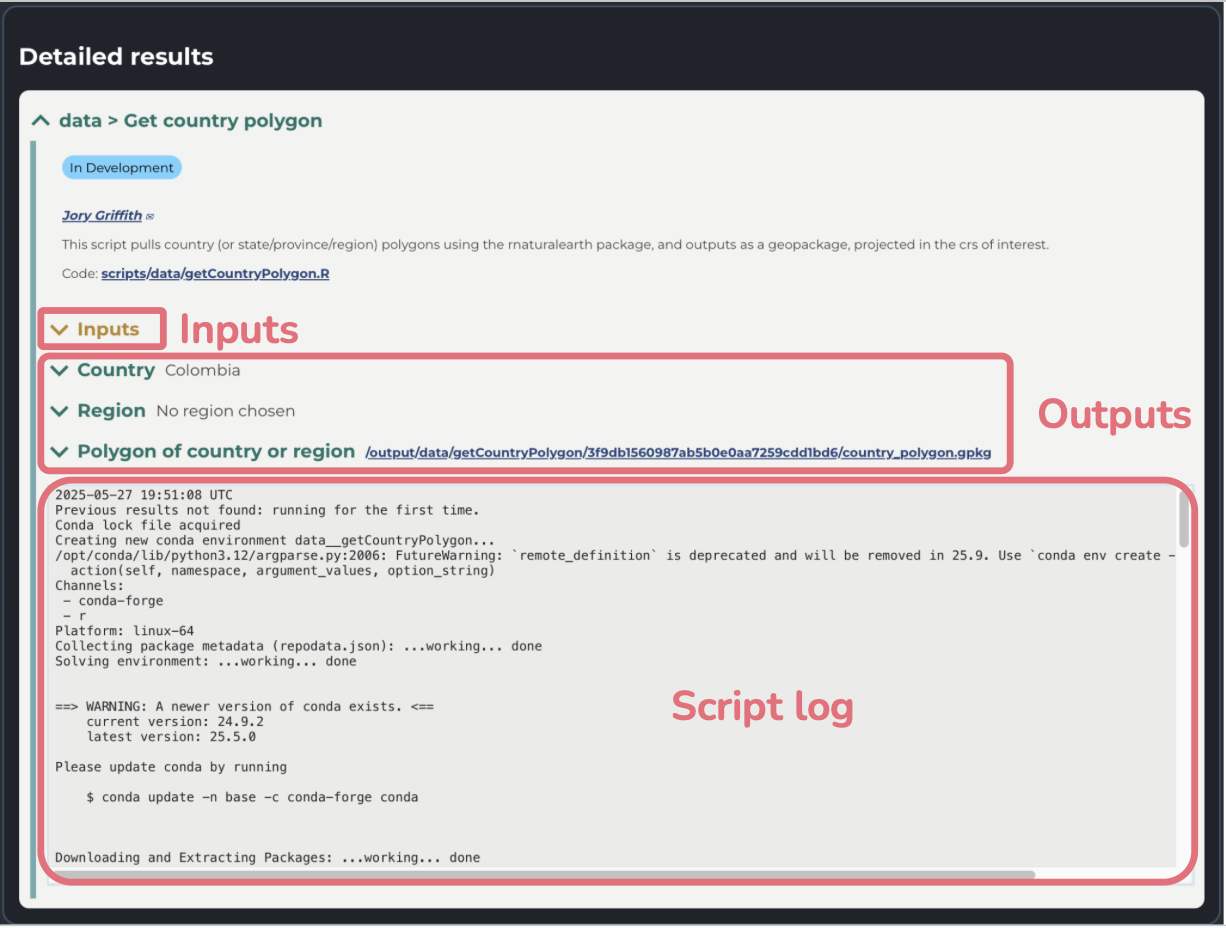 Detailed results
data > Get country polygon
In Development
Jory Griffith ✉
This script pulls country (or state/province/region) polygons using the rnaturalearth package, and outputs as a geopackage, projected in the crs of interest.
Code: scripts/data/getCountryPolygon.R
Inputs Inputs
Country Colombia
Region No region chosen
Outputs
Polygon of country or region /output/data/getCountryPolygon/3f9db1560987ab5b0e0aa7259cdd1bd6/country_polygon.gpkg
2025-05-27 19:51:08 UTC
Previous results not found: running for the first time.
Conda lock file acquired
Creating new conda environment data__getCountryPolygon...
/opt/conda/lib/python3.12/argparse.py:2006: FutureWarning: `remote_definition` is deprecated and will be removed in 25.9. Use `conda env create -
  action(self, namespace, argument_values, option_string)
Channels:
 - conda-forge
 - r
Platform: linux-64
Collecting package metadata (repodata.json): ...working... done
Solving environment: ...working... done
==> WARNING: A newer version of conda exists. <==
    current version: 24.9.2
    latest version: 25.5.0
Script log
Please update conda by running
    $ conda update -n base -c conda-forge conda
Downloading and Extracting Packages: ...working... done